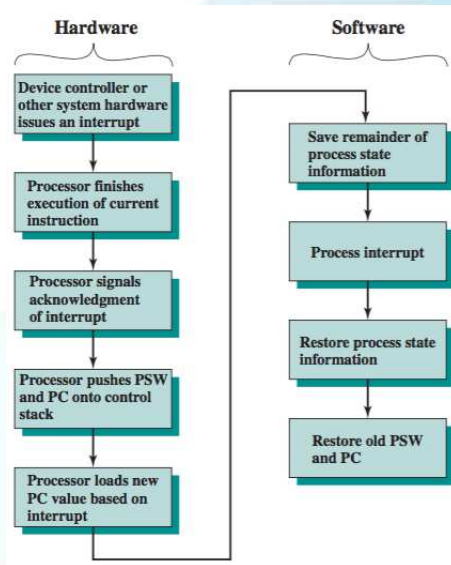 Hardware
Device controller or
other system hardware
issues an interrupt
Processor finishes
execution of current
instruction
Processor signals
acknowledgment
of interrupt
Processor pushes PSW
and PC onto control
stack
Processor loads new
PC value based on
interrupt
Software
Save remainder of
process state
information
Process interrupt
Restore process state
information
Restore old PSW
and PC